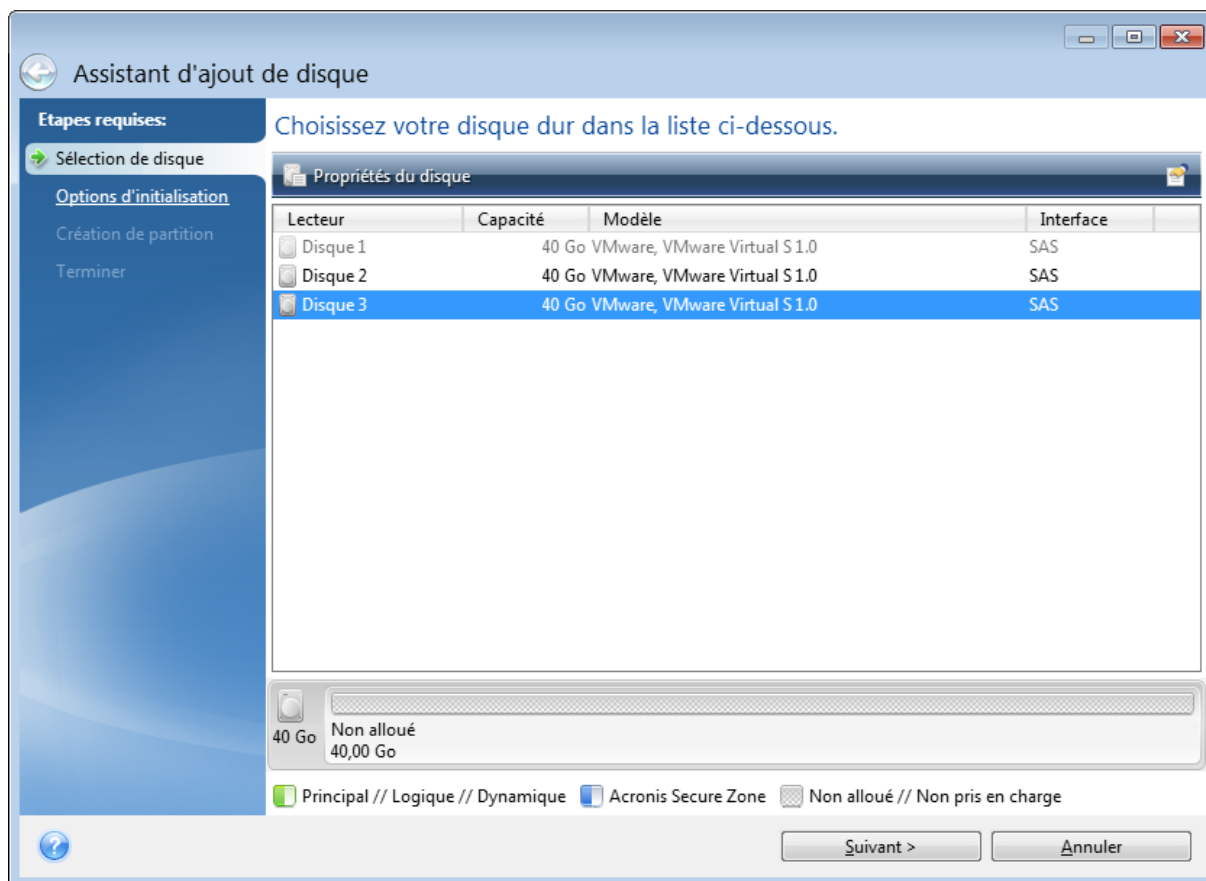 Assistant d'ajout de disque
Etapes requises:
Sélection de disque
Options d'initialisation
Création de partition
Terminer
Choisissez votre disque dur dans la liste ci-dessous.
Propriétés du disque
Lecteur Capacité Modèle Interface
Disque 1 40 Go VMware, VMware Virtual S 1.0 SAS
Disque 2 40 Go VMware, VMware Virtual S 1.0 SAS
Disque 3 40 Go VMware, VMware Virtual S 1.0 SAS
40 Go
Non alloué
40,00 Go
Principal // Logique // Dynamique Acronis Secure Zone Non alloué // Non pris en charge
? Suivant > Annuler